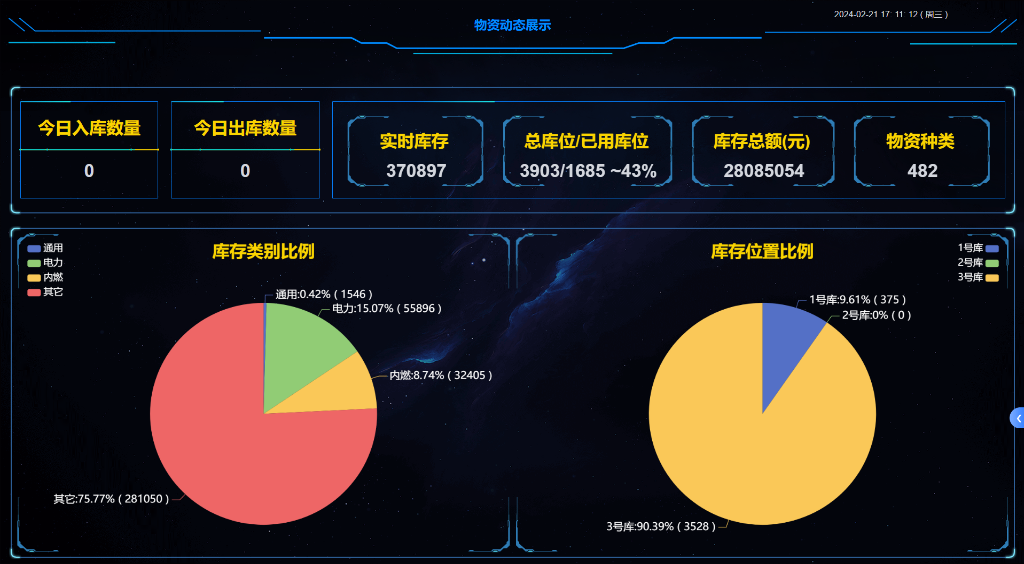 物资动态展示
2024-02-21 17: 11: 12 ( 周三 )
今日入库数量
0
今日出库数量
0
实时库存
370897
总库位/已用库位
3903/1685 ~43%
库存总额(元)
28085054
物资种类
482
库存类别比例
通用
电力
内燃
其它
通用:0.42% ( 1546 )
电力:15.07% ( 55896 )
内燃:8.74% ( 32405 )
其它:75.77% ( 281050 )
库存位置比例
1号库
2号库
3号库
1号库:9.61% ( 375 )
2号库:0% ( 0 )
3号库:90.39% ( 3528 )